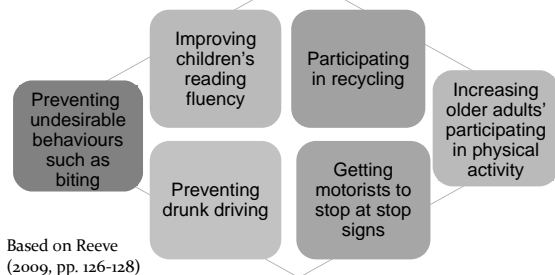 Improving
children's
reading
fluency
Participating
in recycling
Preventing
undesirable
behaviours
such as
biting
Increasing
older adults'
participating
in physical
activity
Preventing
drunk driving
Getting
motorists to
stop at stop
signs
Based on Reeve
(2009, pp. 126-128)